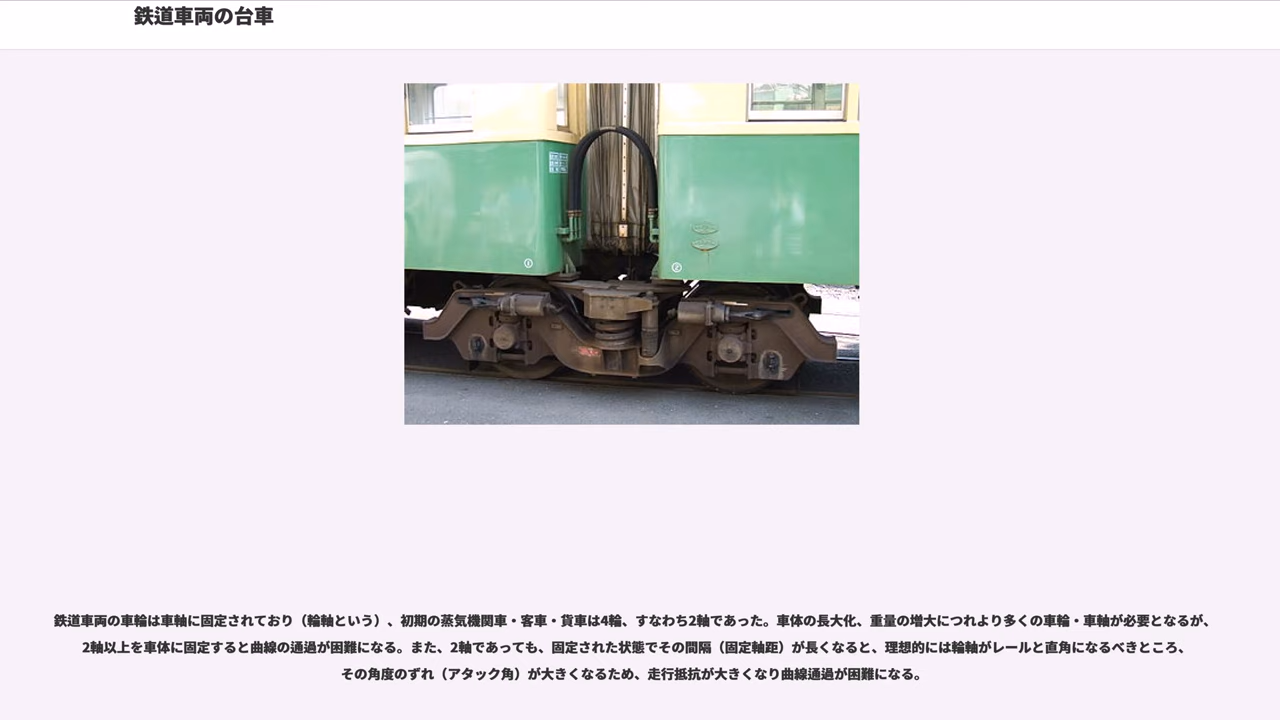 鉄道車両の台車
鉄道車両の車輪は車軸に固定されており（輪軸という）、初期の蒸気機関車・客車・貨車は4輪、すなわち2軸であった。車体の長大化、重量の増大につれより多くの車輪・車軸が必要となるが、
2軸以上を車体に固定すると曲線の通過が困難になる。また、2軸であっても、固定された状態でその間隔（固定軸距）が長くなると、理想的には輪軸がレールと直角になるべきところ、
その角度のずれ（アタック角）が大きくなるため、走行抵抗が大きくなり曲線通過が困難になる。